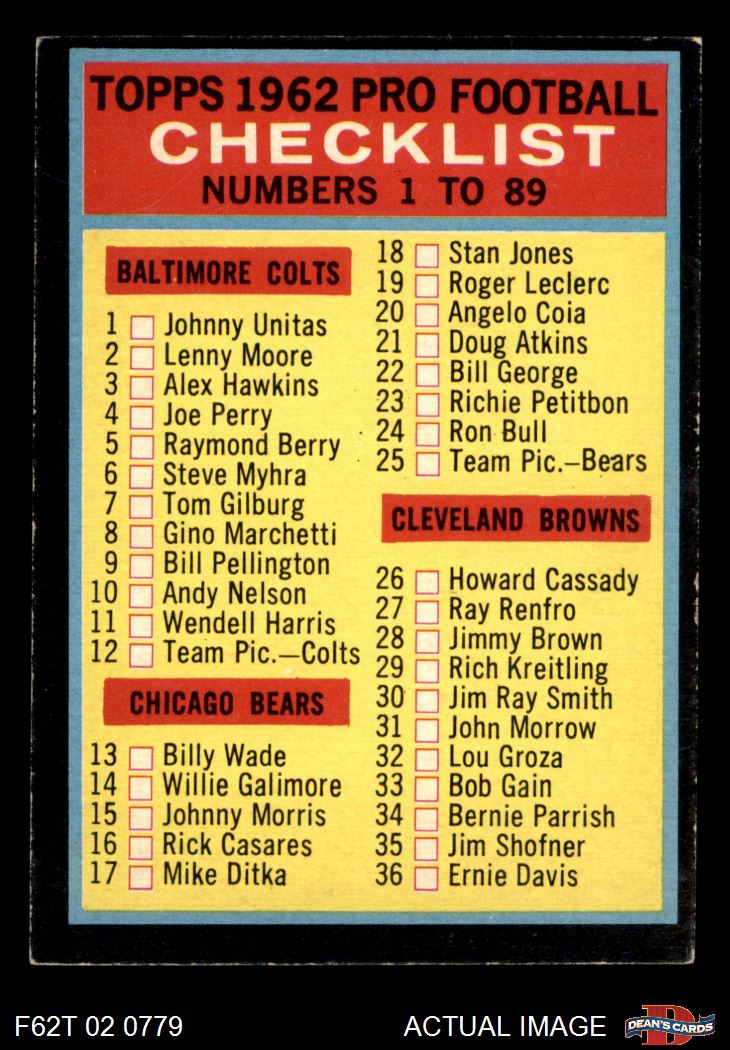 TOPPS 1962 PRO FOOTBALL
CHECKLIST
NUMBERS 1 TO 89
BALTIMORE COLTS
1 Johnny Unitas
2 Lenny Moore
3 Alex Hawkins
4 Joe Perry
5 Raymond Berry
6 Steve Myhra
7 Tom Gilburg
8 Gino Marchetti
9 Bill Pellington
10 Andy Nelson
11 Wendell Harris
12 Team Pic.—Colts
CHICAGO BEARS
13 Billy Wade
14 Willie Galimore
15 Johnny Morris
16 Rick Casares
17 Mike Ditka
18 Stan Jones
19 Roger Leclerc
20 Angelo Coia
21 Doug Atkins
22 Bill George
23 Richie Petitbon
24 Ron Bull
25 Team Pic.—Bears
CLEVELAND BROWNS
26 Howard Cassady
27 Ray Renfro
28 Jimmy Brown
29 Rich Kreitling
30 Jim Ray Smith
31 John Morrow
32 Lou Groza
33 Bob Gain
34 Bernie Parrish
35 Jim Shofner
36 Ernie Davis
F62T 02 0779
ACTUAL IMAGE
D
DEAN'S CARDS